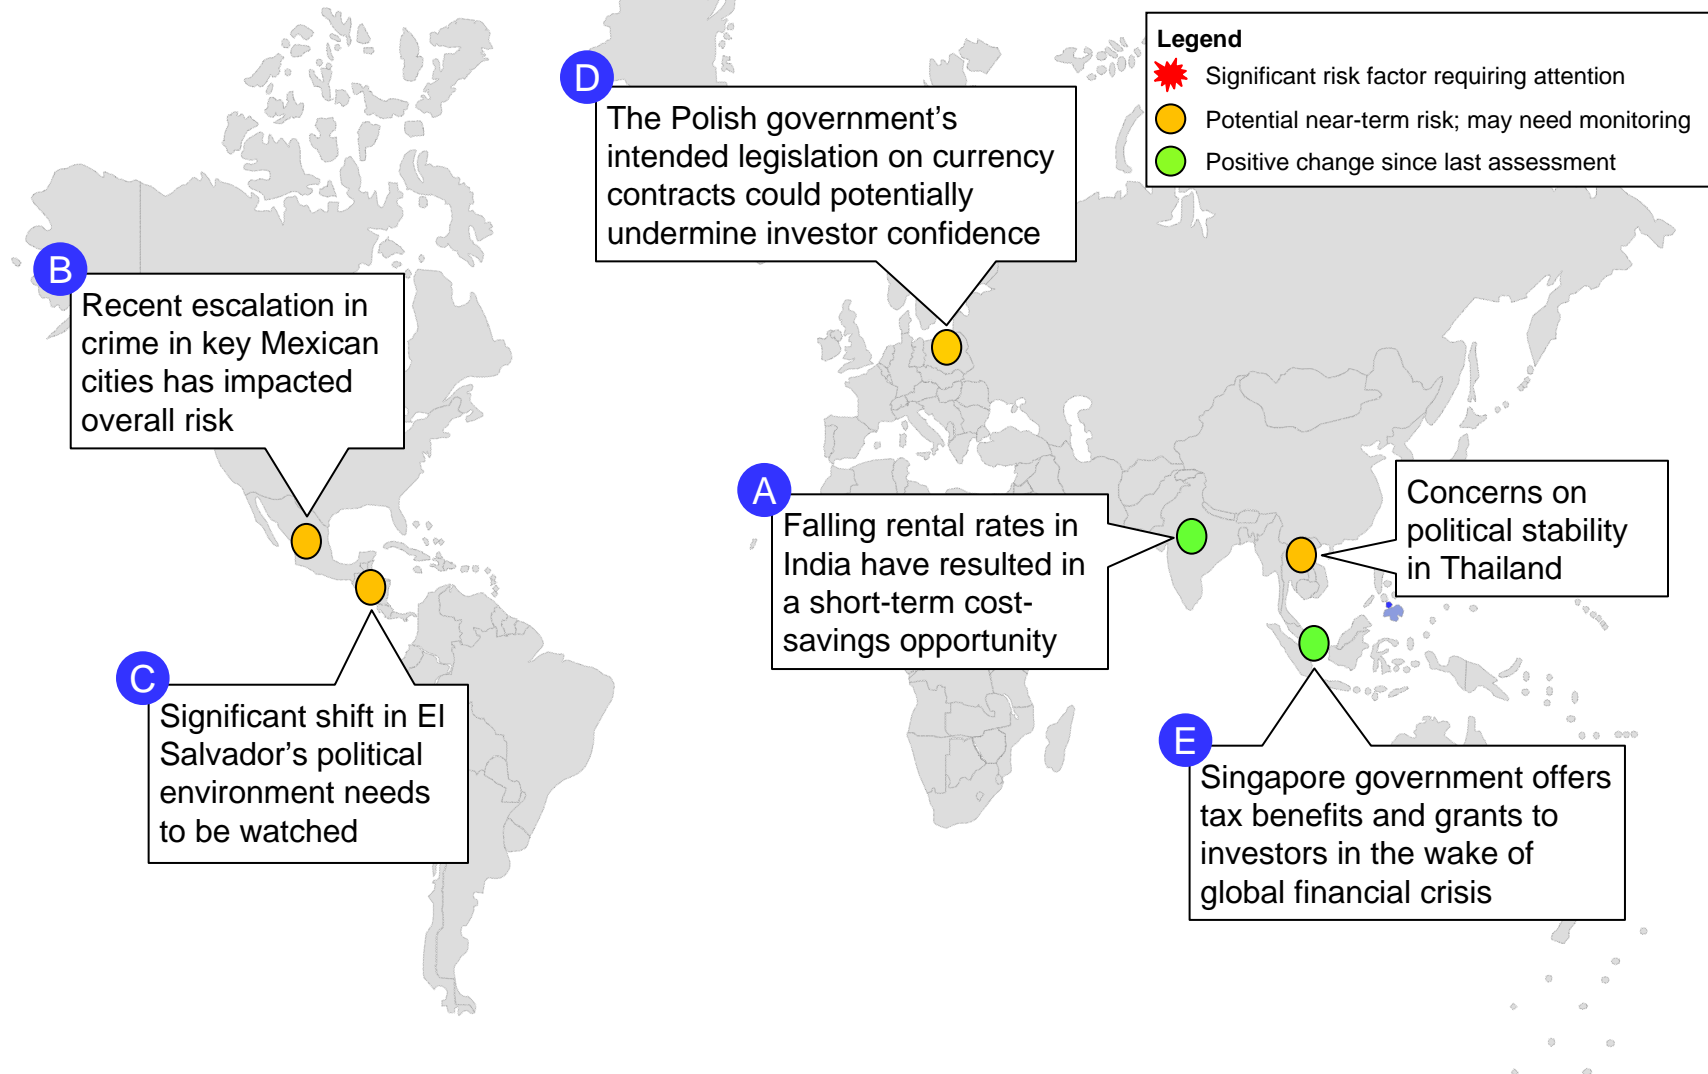 Legend
Significant risk factor requiring attention
Potential near-term risk; may need monitoring
Positive change since last assessment
D
The Polish government’s
intended legislation on currency
contracts could potentially
undermine investor confidence
B
Recent escalation in
crime in key Mexican
cities has impacted
overall risk
A
Falling rental rates in
India have resulted in
a short-term cost-
savings opportunity
Concerns on
political stability
in Thailand
C
Significant shift in El
Salvador’s political
environment needs
to be watched
E
Singapore government offers
tax benefits and grants to
investors in the wake of
global financial crisis